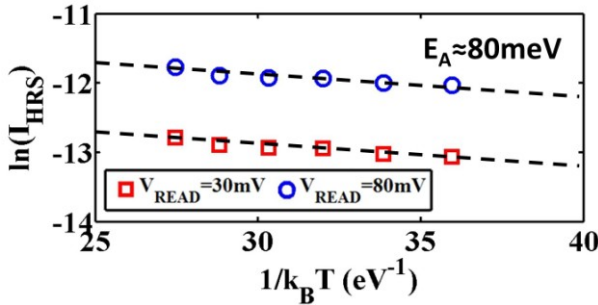 E_A≈80meV
ln(I_HRS)
-11
-12
-13
-14
V_READ=30mV V_READ=80mV
25 30 35 40
1/k_BT (eV^-1)